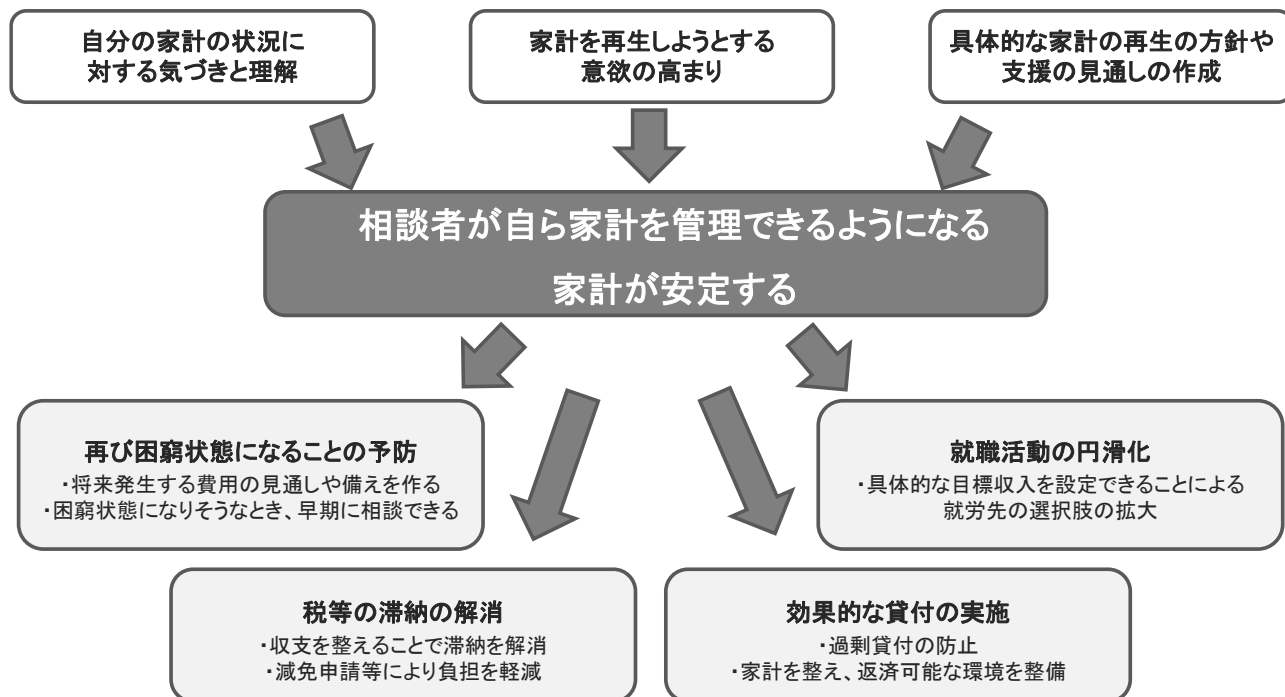 自分の家計の状況に
対する気づきと理解
家計を再生しようとする
意欲の高まり
具体的な家計の再生の方針や
支援の見通しの作成
相談者が自ら家計を管理できるようになる
家計が安定する
再び困窮状態になることの予防
・将来発生する費用の見通しや備えを作る
・困窮状態になりそうなとき、早期に相談できる
就職活動の円滑化
・具体的な目標収入を設定できることによる
就労先の選択肢の拡大
税等の滞納の解消
・収支を整えることで滞納を解消
・減免申請等により負担を軽減
効果的な貸付の実施
・過剰貸付の防止
・家計を整え、返済可能な環境を整備